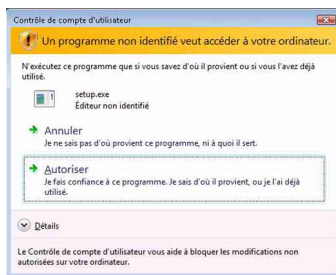 Contrôle de compte d'utilisateur
Un programme non identifié veut accéder à votre ordinateur.
N'exécutez ce programme que si vous savez d'où il provient ou si vous l'avez déjà
utilisé.
setup.exe
Éditeur non identifié
Annuler
Je ne sais pas d'où provient ce programme, ni à quoi il sert.
Autoriser
Je fais confiance à ce programme. Je sais d'où il provient, ou je l'ai déjà
utilisé.
Détails
Le Contrôle de compte d'utilisateur vous aide à bloquer les modifications non
autorisées sur votre ordinateur.